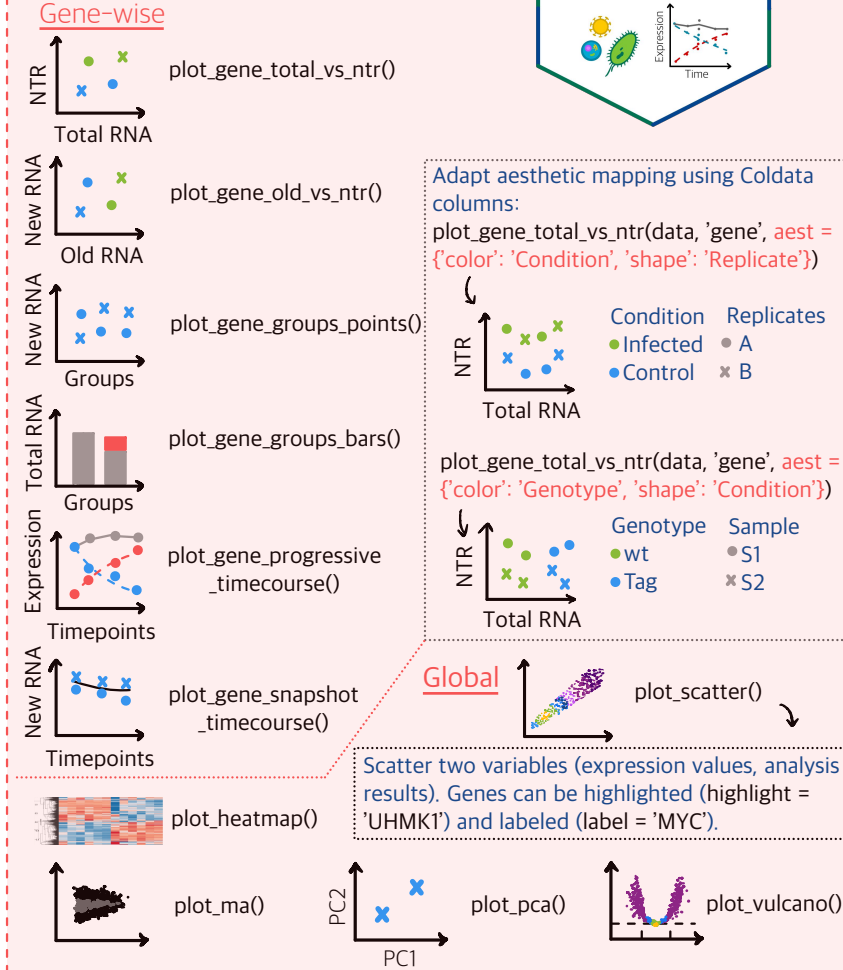 Gene-wise
NTR
Total RNA
plot_gene_total_vs_ntr()
New RNA
Old RNA
plot_gene_old_vs_ntr()
New RNA
Groups
plot_gene_groups_points()
Total RNA
Groups
plot_gene_groups_bars()
Expression
Timepoints
plot_gene_progressive
_timecourse()
New RNA
Timepoints
plot_gene_snapshot
_timecourse()
Expression
Time
Adapt aesthetic mapping using Coldata
columns:
plot_gene_total_vs_ntr(data, 'gene', aest =
{'color': 'Condition', 'shape': 'Replicate'})
NTR
Total RNA
Condition
Infected
Control
Replicates
A
B
plot_gene_total_vs_ntr(data, 'gene', aest =
{'color': 'Genotype', 'shape': 'Condition'})
NTR
Total RNA
Genotype
wt
Tag
Sample
S1
S2
Global
plot_scatter()
Scatter two variables (expression values, analysis
results). Genes can be highlighted (highlight =
'UHMK1') and labeled (label = 'MYC').
plot_heatmap()
plot_ma()
PC2
PC1
plot_pca()
plot_vulcano()